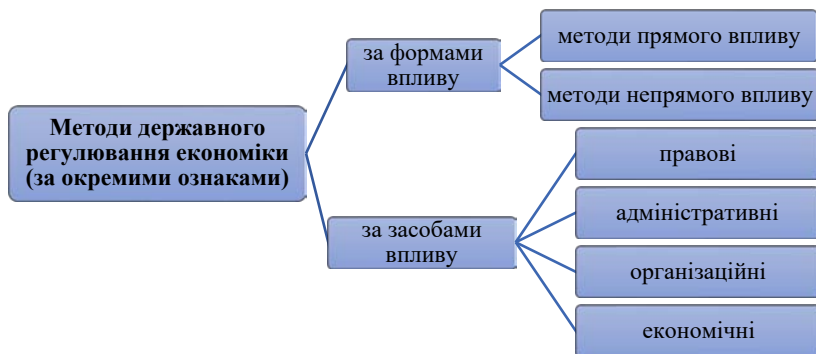 Методи державного
регулювання економіки
(за окремими ознаками)
за формами
впливу
методи прямого впливу
методи непрямого впливу
за засобами
впливу
правові
адміністративні
організаційні
економічні